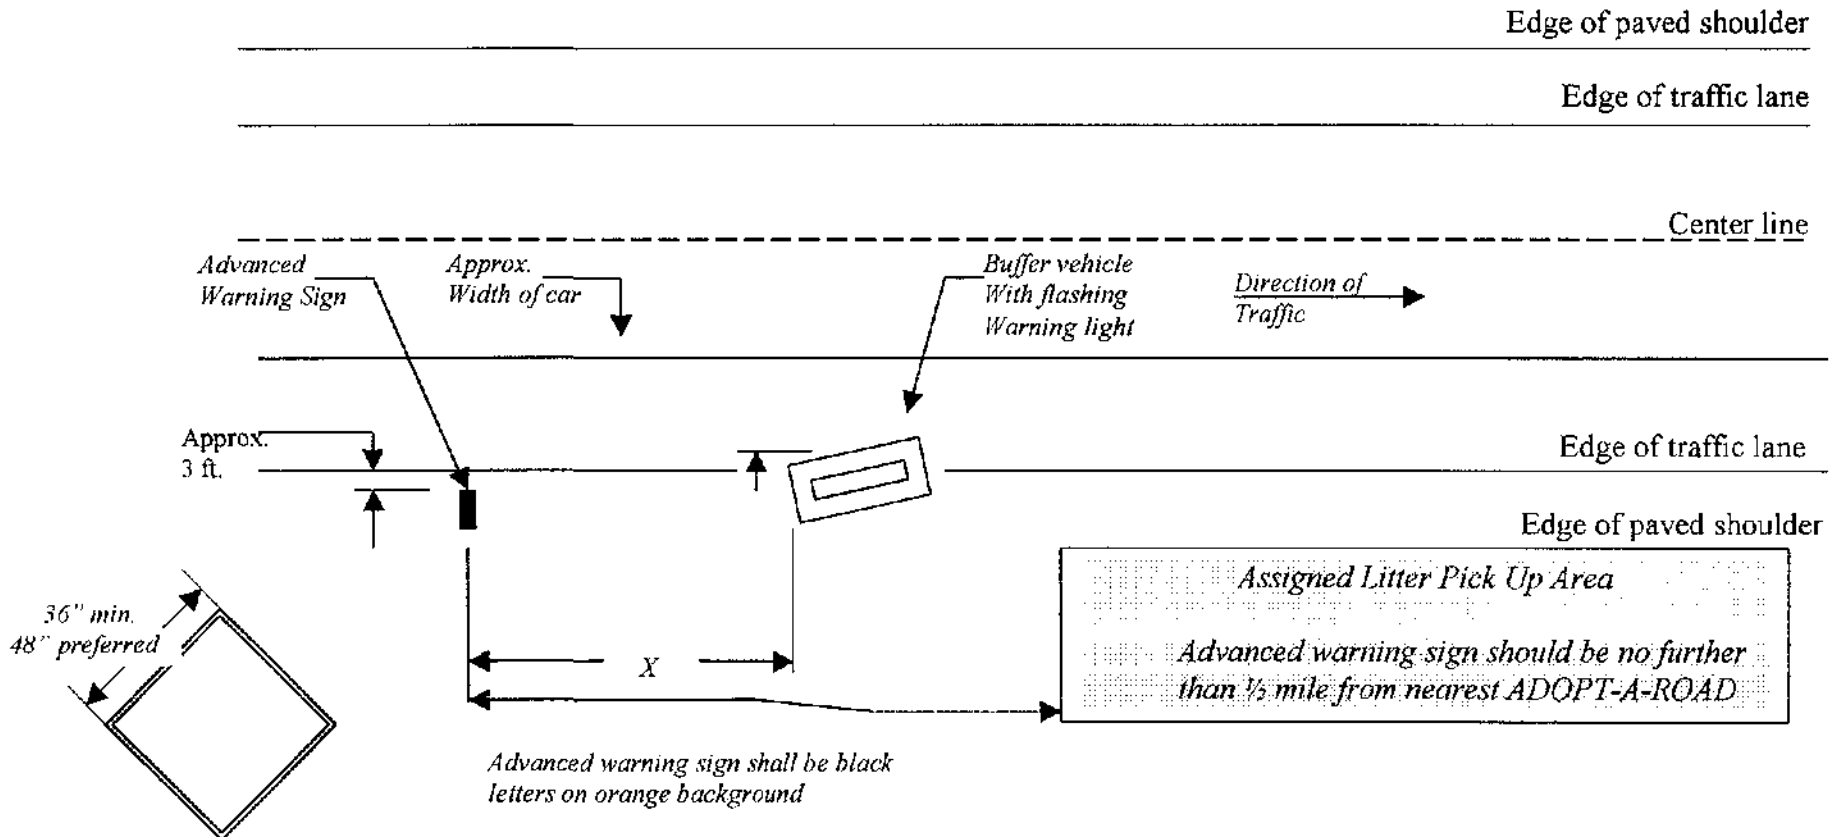 Edge of paved shoulder
Edge of traffic lane
Center line
Advanced
Warning Sign
Approx.
Width of car
Buffer vehicle
With flashing
Warning light
Direction of
Traffic
Approx.
3 ft.
Edge of traffic lane
Edge of paved shoulder
36" min.
48" preferred
X
Assigned Litter Pick Up Area
Advanced warning sign should be no further
than ½ mile from nearest ADOPT-A-ROAD
Advanced warning sign shall be black
letters on orange background